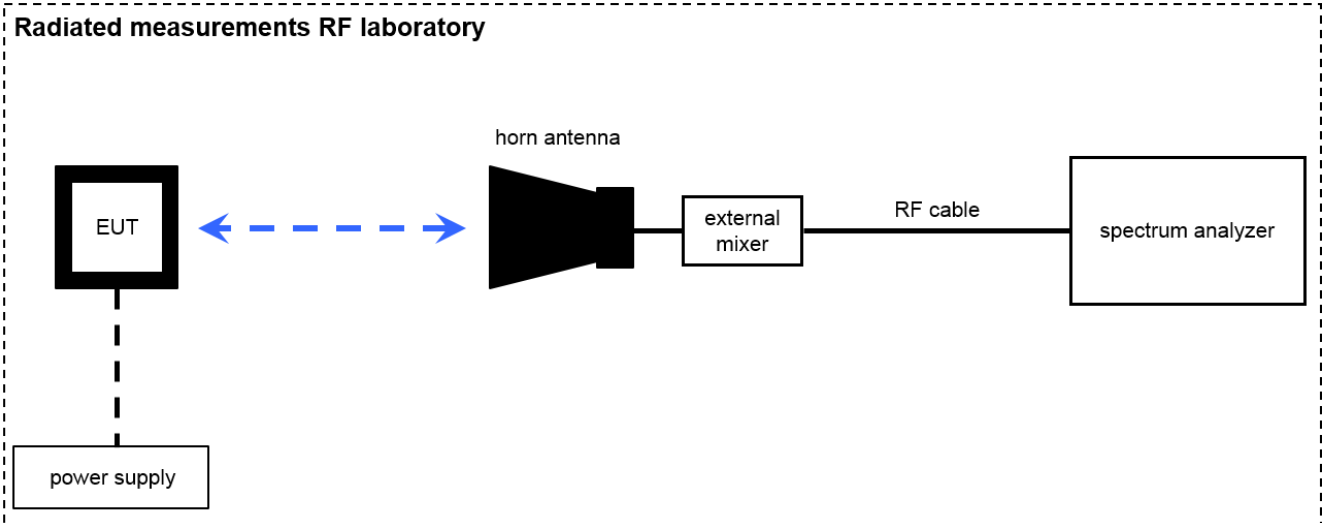 Radiated measurements RF laboratory
horn antenna
EUT
external
mixer
RF cable
spectrum analyzer
power supply